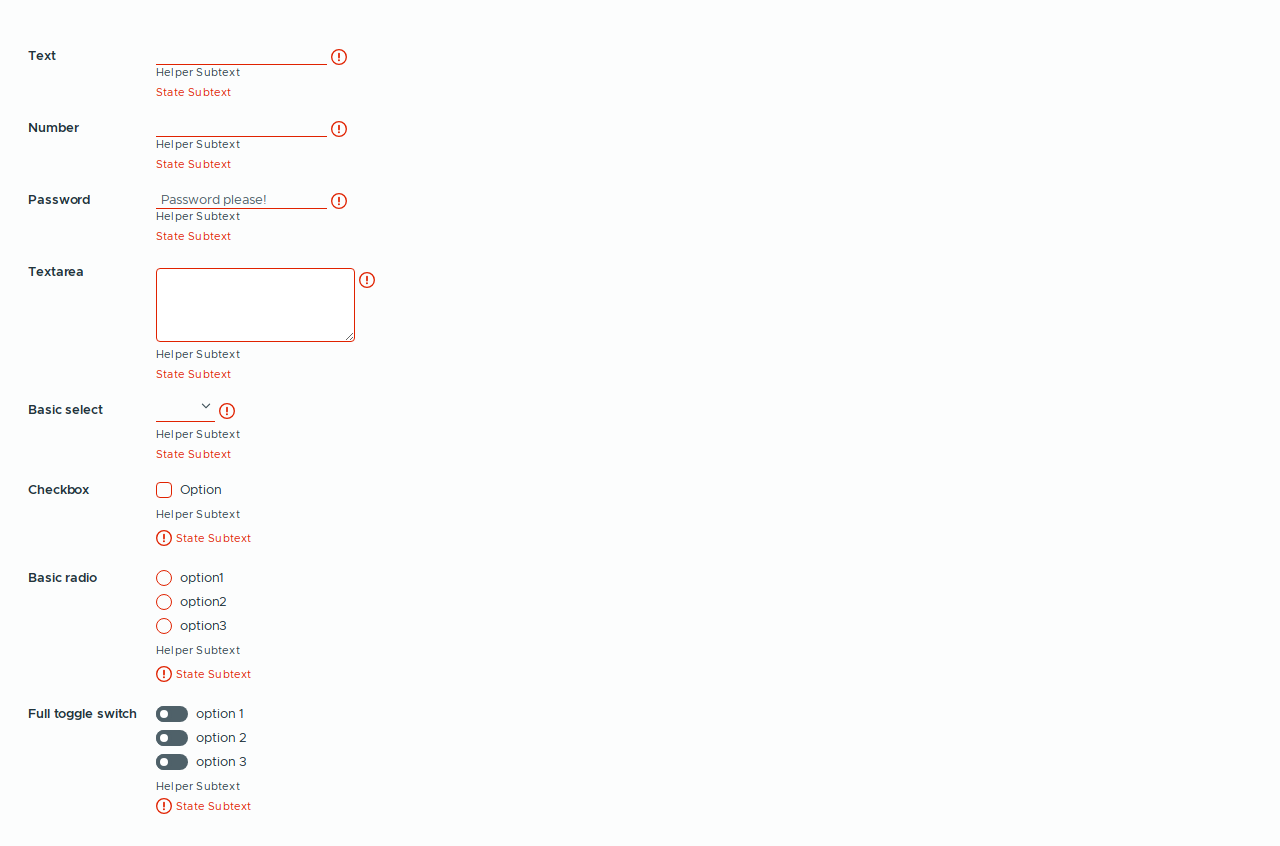 Text
Helper Subtext
State Subtext
Number
Helper Subtext
State Subtext
Password Password please!
Helper Subtext
State Subtext
Textarea
Helper Subtext
State Subtext
Basic select
Helper Subtext
State Subtext
Checkbox Option
Helper Subtext
State Subtext
Basic radio option1
option2
option3
Helper Subtext
State Subtext
Full toggle switch option 1
option 2
option 3
Helper Subtext
State Subtext